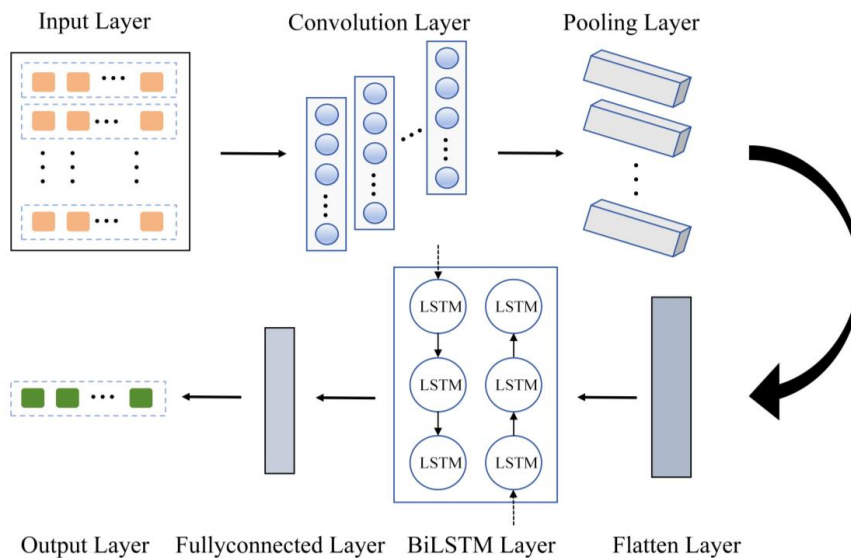 Input Layer
Convolution Layer
Pooling Layer
LSTM
LSTM
LSTM
LSTM
LSTM
LSTM
Output Layer
Fullyconnected Layer
BiLSTM Layer
Flatten Layer